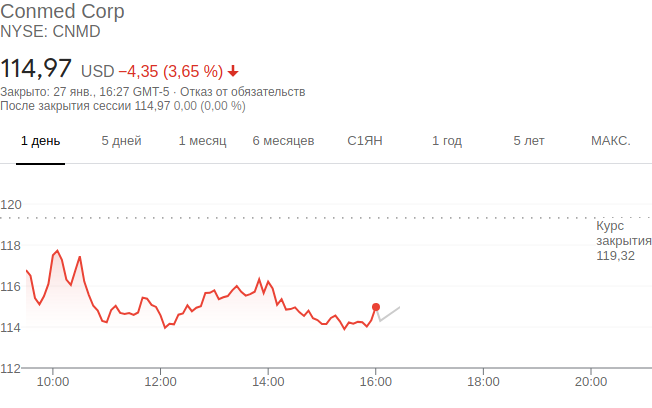 Conmed Corp
NYSE: CNMD
114,97 USD −4,35 (3,65 %)
Закрыто: 27 янв., 16:27 GMT-5 · Отказ от обязательств
После закрытия сессии 114,97 0,00 (0,00 %)
1 день 5 дней 1 месяц 6 месяцев С1ЯН 1 год 5 лет МАКС.
120
Курс
118
закрытия
119,32
116
114
112
10:00 12:00 14:00 16:00 18:00 20:00